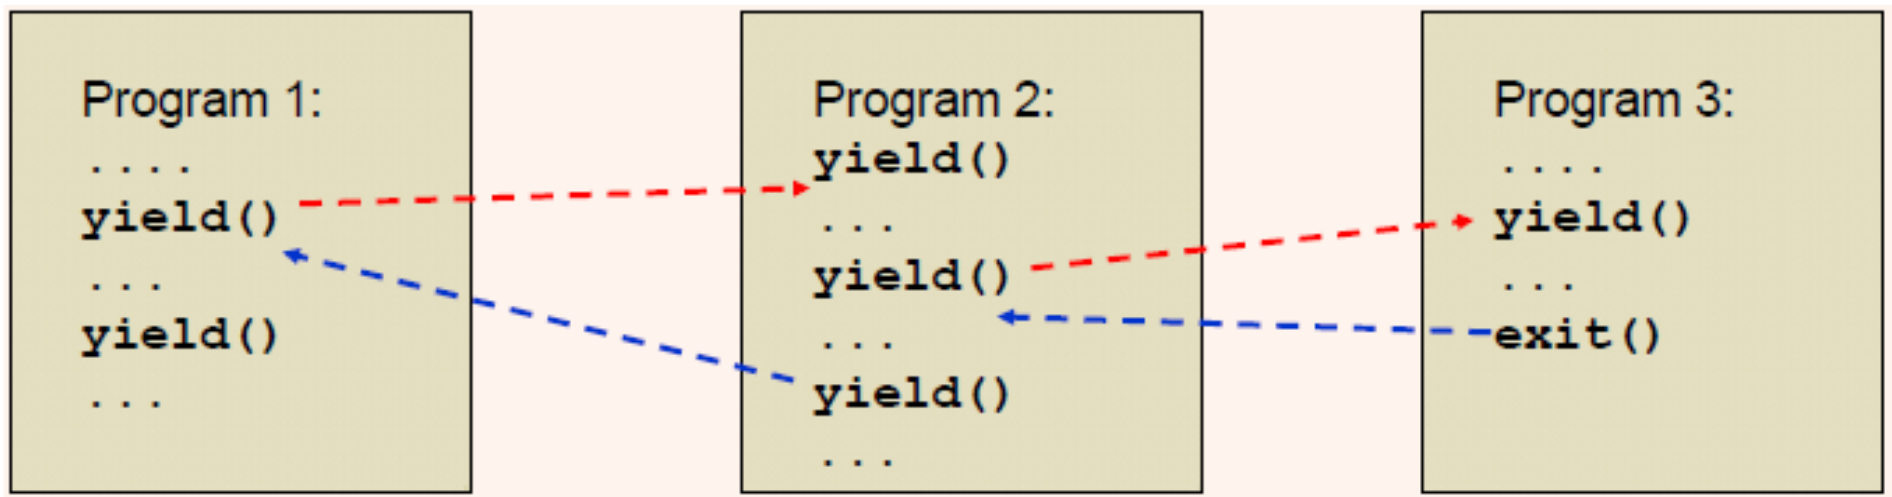 Program 1:
....
yield()
...
yield()
...
Program 2:
yield()
...
yield()
...
yield()
...
Program 3:
....
yield()
...
exit()